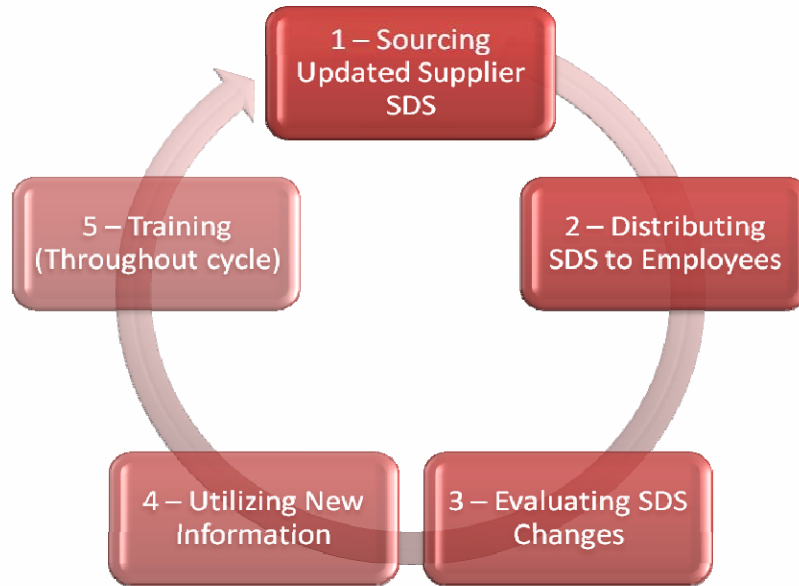 1 – Sourcing
Updated Supplier
SDS
2 – Distributing
SDS to Employees
3 – Evaluating SDS
Changes
4 – Utilizing New
Information
5 – Training
(Throughout cycle)